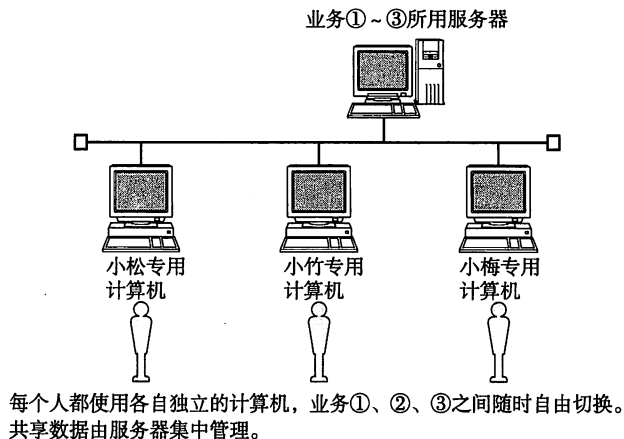 业务①~③所用服务器
小松专用
计算机
小竹专用
计算机
小梅专用
计算机
每个人都使用各自独立的计算机，业务①、②、③之间随时自由切换。
共享数据由服务器集中管理。